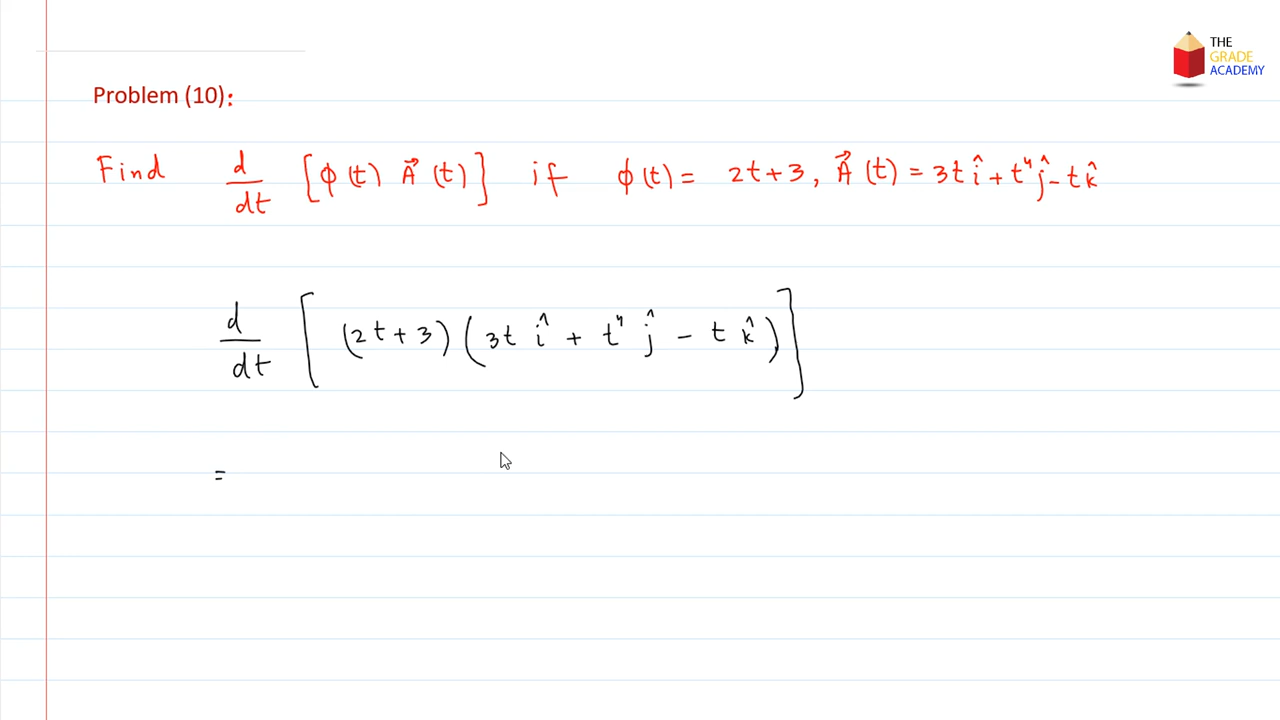 THE
GRADE
ACADEMY
Problem (10):
Find d/dt [ϕ(t) A⃗(t)] if ϕ(t) = 2t+3, A⃗(t) = 3t î + t⁴ ĵ - t k̂
d/dt [(2t+3)(3t î + t⁴ ĵ - t k̂)]
=